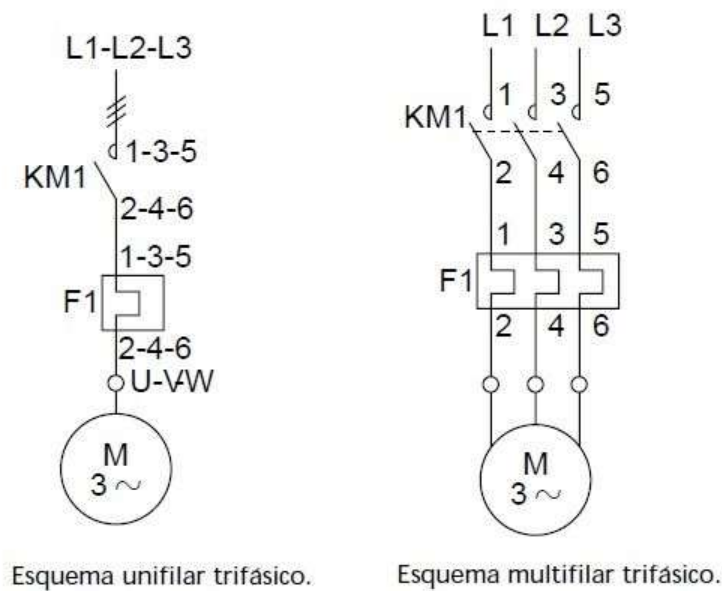 L1-L2-L3
1-3-5
KM1
2-4-6
1-3-5
F1
2-4-6
U-V-W
M
3 ~
Esquema unifilar trifásico.
L1 L2 L3
1 3 5
KM1
2 4 6
1 3 5
F1
2 4 6
M
3 ~
Esquema multifilar trifásico.